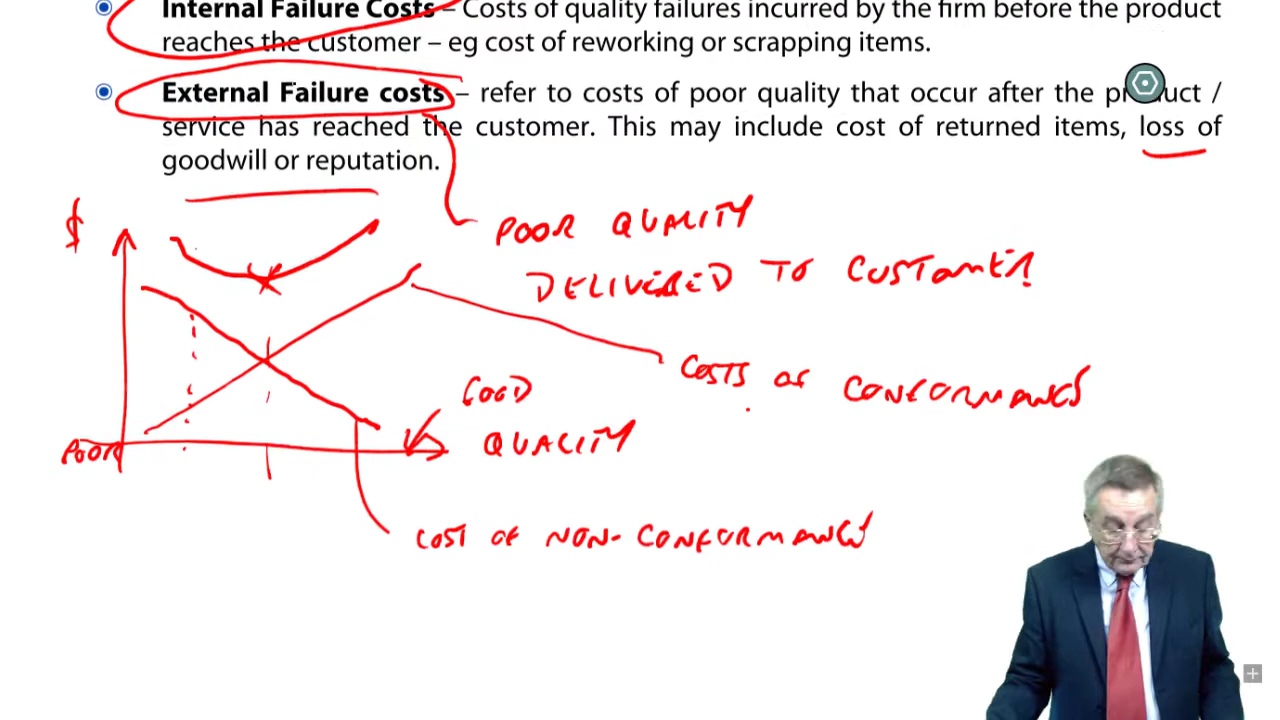 Internal Failure Costs – Costs of quality failures incurred by the firm before the product
reaches the customer – eg cost of reworking or scrapping items.
External Failure costs – refer to costs of poor quality that occur after the product /
service has reached the customer. This may include cost of returned items, loss of
goodwill or reputation.
$
POOR QUALITY
DELIVERED TO CUSTOMER
COSTS OF CONFORMANCE
GOOD
QUALITY
POOR
COST OF NON-CONFORMANCE